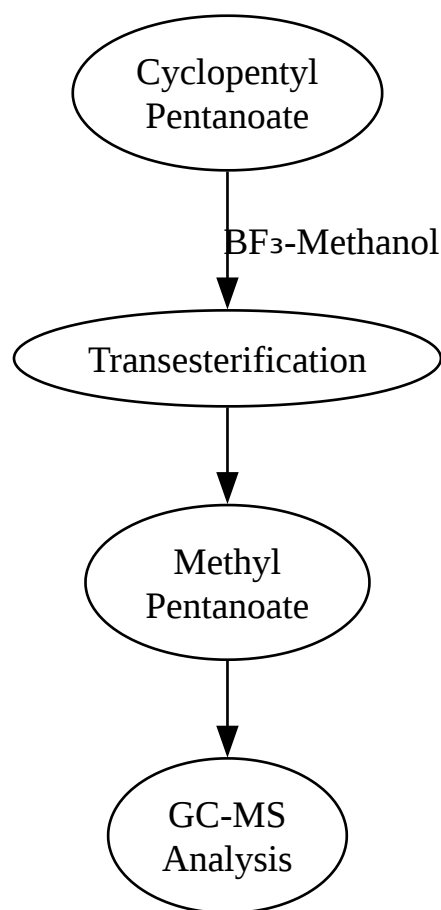 Cyclopentyl
Pentanoate
BF₃-Methanol
Transesterification
Methyl
Pentanoate
GC-MS
Analysis